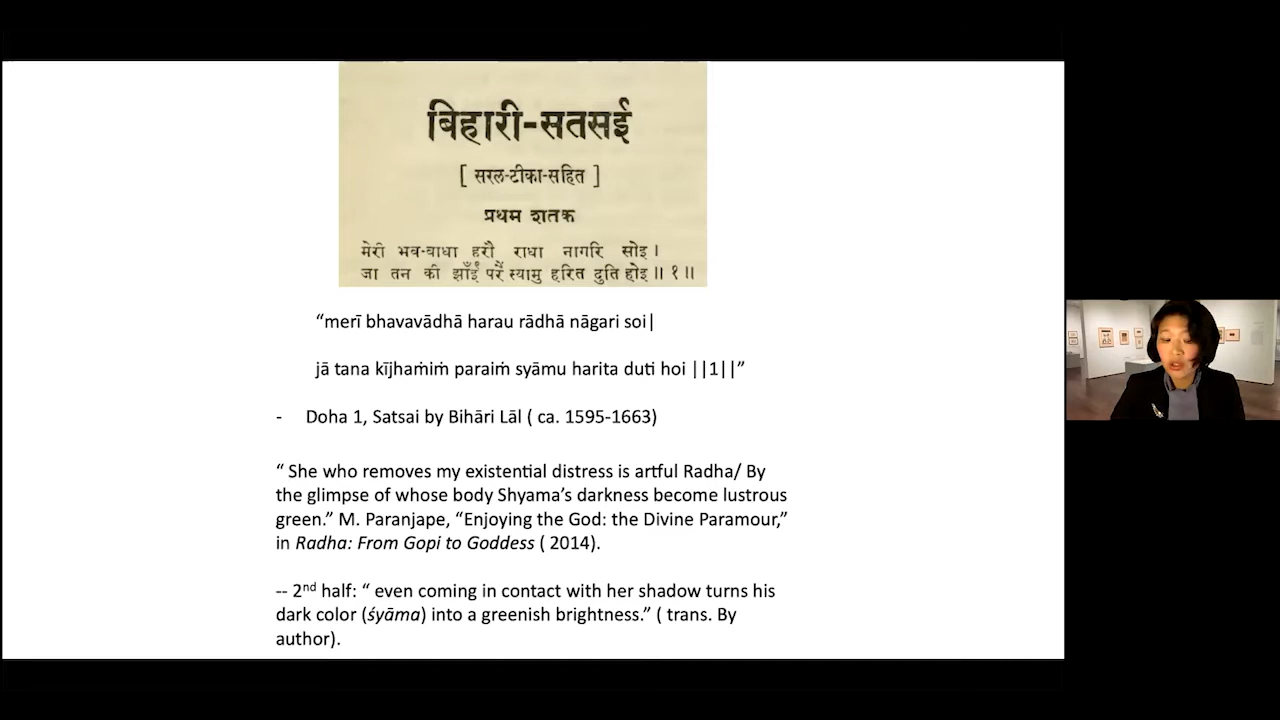 बिहारी-सतसई
[ सरल-टीका-सहित ]
प्रथम शतक
मेरी भव-बाधा हरौ राधा नागरि सोइ ।
जा तन की झाँईं परैं स्यामु हरित दुति होइ ॥ १ ॥
“merī bhavavādhā harau rādhā nāgari soi|
jā tana kījhaṁiṁ paraiṁ syāmu harita duti hoi ||1||”
- Doha 1, Satsai by Bihāri Lāl ( ca. 1595-1663)
“ She who removes my existential distress is artful Radha/ By
the glimpse of whose body Shyama’s darkness become lustrous
green.” M. Paranjape, “Enjoying the God: the Divine Paramour,”
in Radha: From Gopi to Goddess ( 2014).
-- 2nd half: “ even coming in contact with her shadow turns his
dark color (śyāma) into a greenish brightness.” ( trans. By
author).